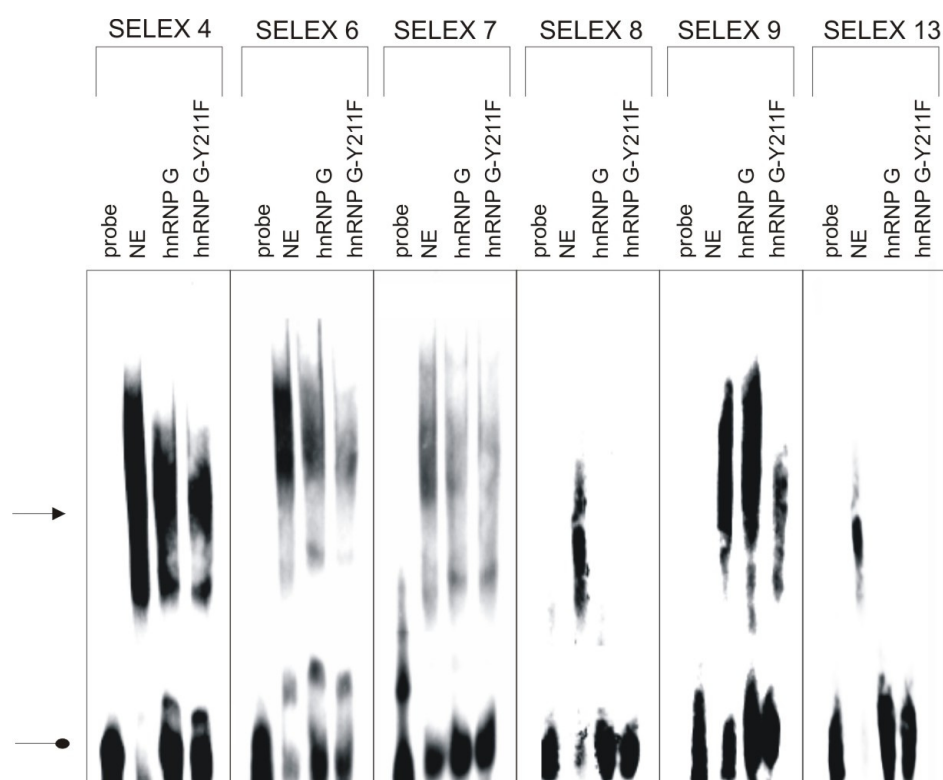 SELEX 4 SELEX 6 SELEX 7 SELEX 8 SELEX 9 SELEX 13
probe
NE
hnRNP G
hnRNP G-Y211F
probe
NE
hnRNP G
hnRNP G-Y211F
probe
NE
hnRNP G
hnRNP G-Y211F
probe
NE
hnRNP G
hnRNP G-Y211F
probe
NE
hnRNP G
hnRNP G-Y211F
probe
NE
hnRNP G
hnRNP G-Y211F